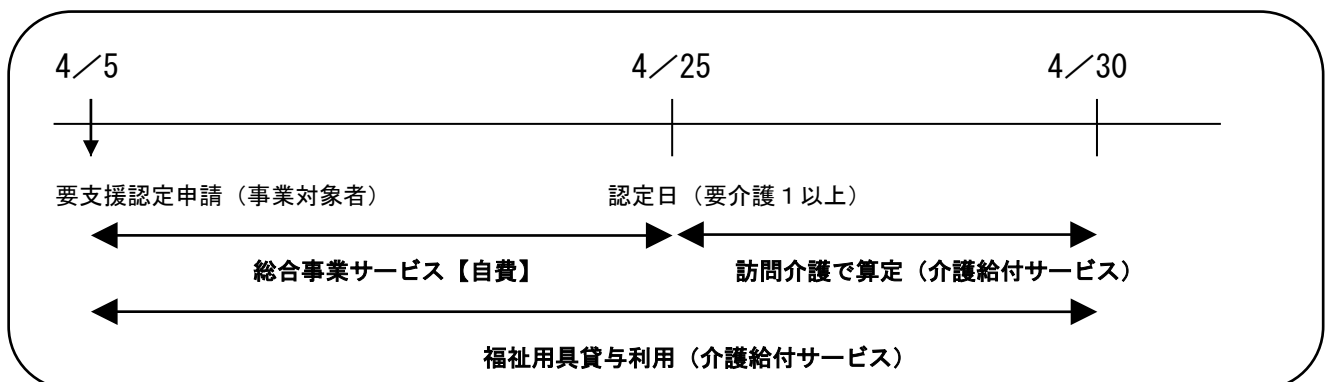 4／5 4／25 4／30
要支援認定申請（事業対象者） 認定日（要介護１以上）
総合事業サービス【自費】 訪問介護で算定（介護給付サービス）
福祉用具貸与利用（介護給付サービス）